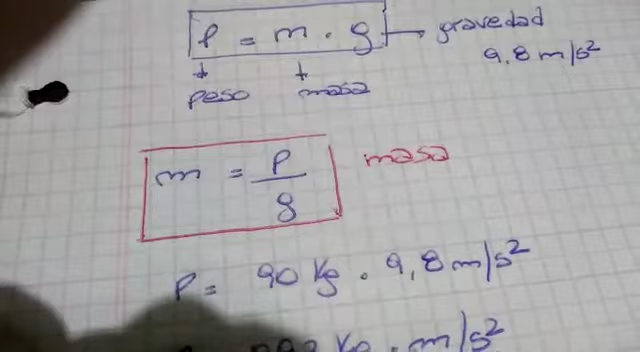 P = m . g → gravedad
9,8 m/s²
peso masa
m = P/g masa
P = 90 Kg . 9,8 m/s²
Kg . m/s²